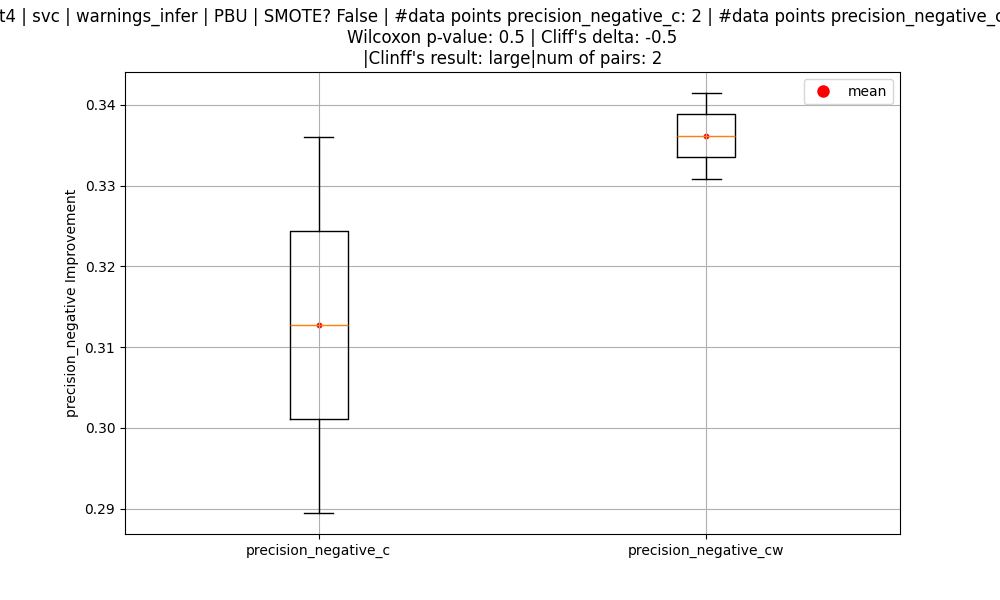 t4 | svc | warnings_infer | PBU | SMOTE? False | #data points precision_negative_c: 2 | #data points precision_negative_c
Wilcoxon p-value: 0.5 | Cliff's delta: -0.5
|Clinff's result: large|num of pairs: 2
mean
0.34
0.33
0.32
0.31
0.30
0.29
precision_negative Improvement
precision_negative_c
precision_negative_cw